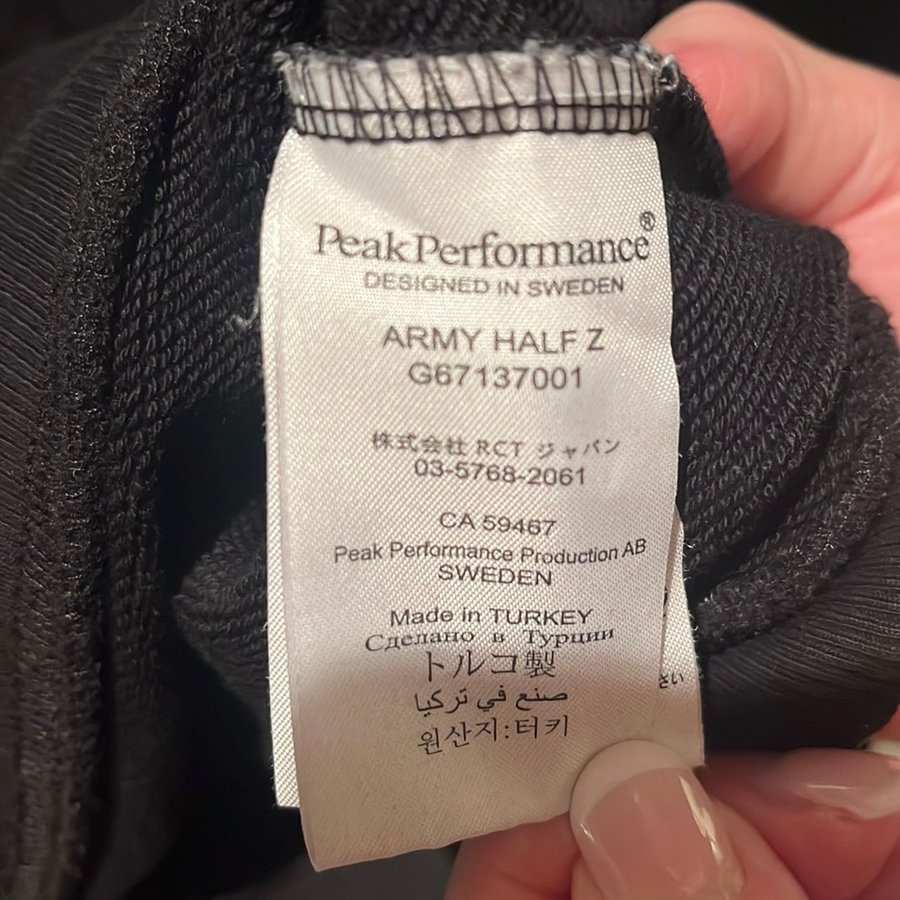 PeakPerformance®
DESIGNED IN SWEDEN
ARMY HALF Z
G67137001
株式会社 RCT ジャパン
03-5768-2061
CA 59467
Peak Performance Production AB
SWEDEN
Made in TURKEY
Сделано в Турции
トルコ製
صنع في تركيا
원산지:터키
さい